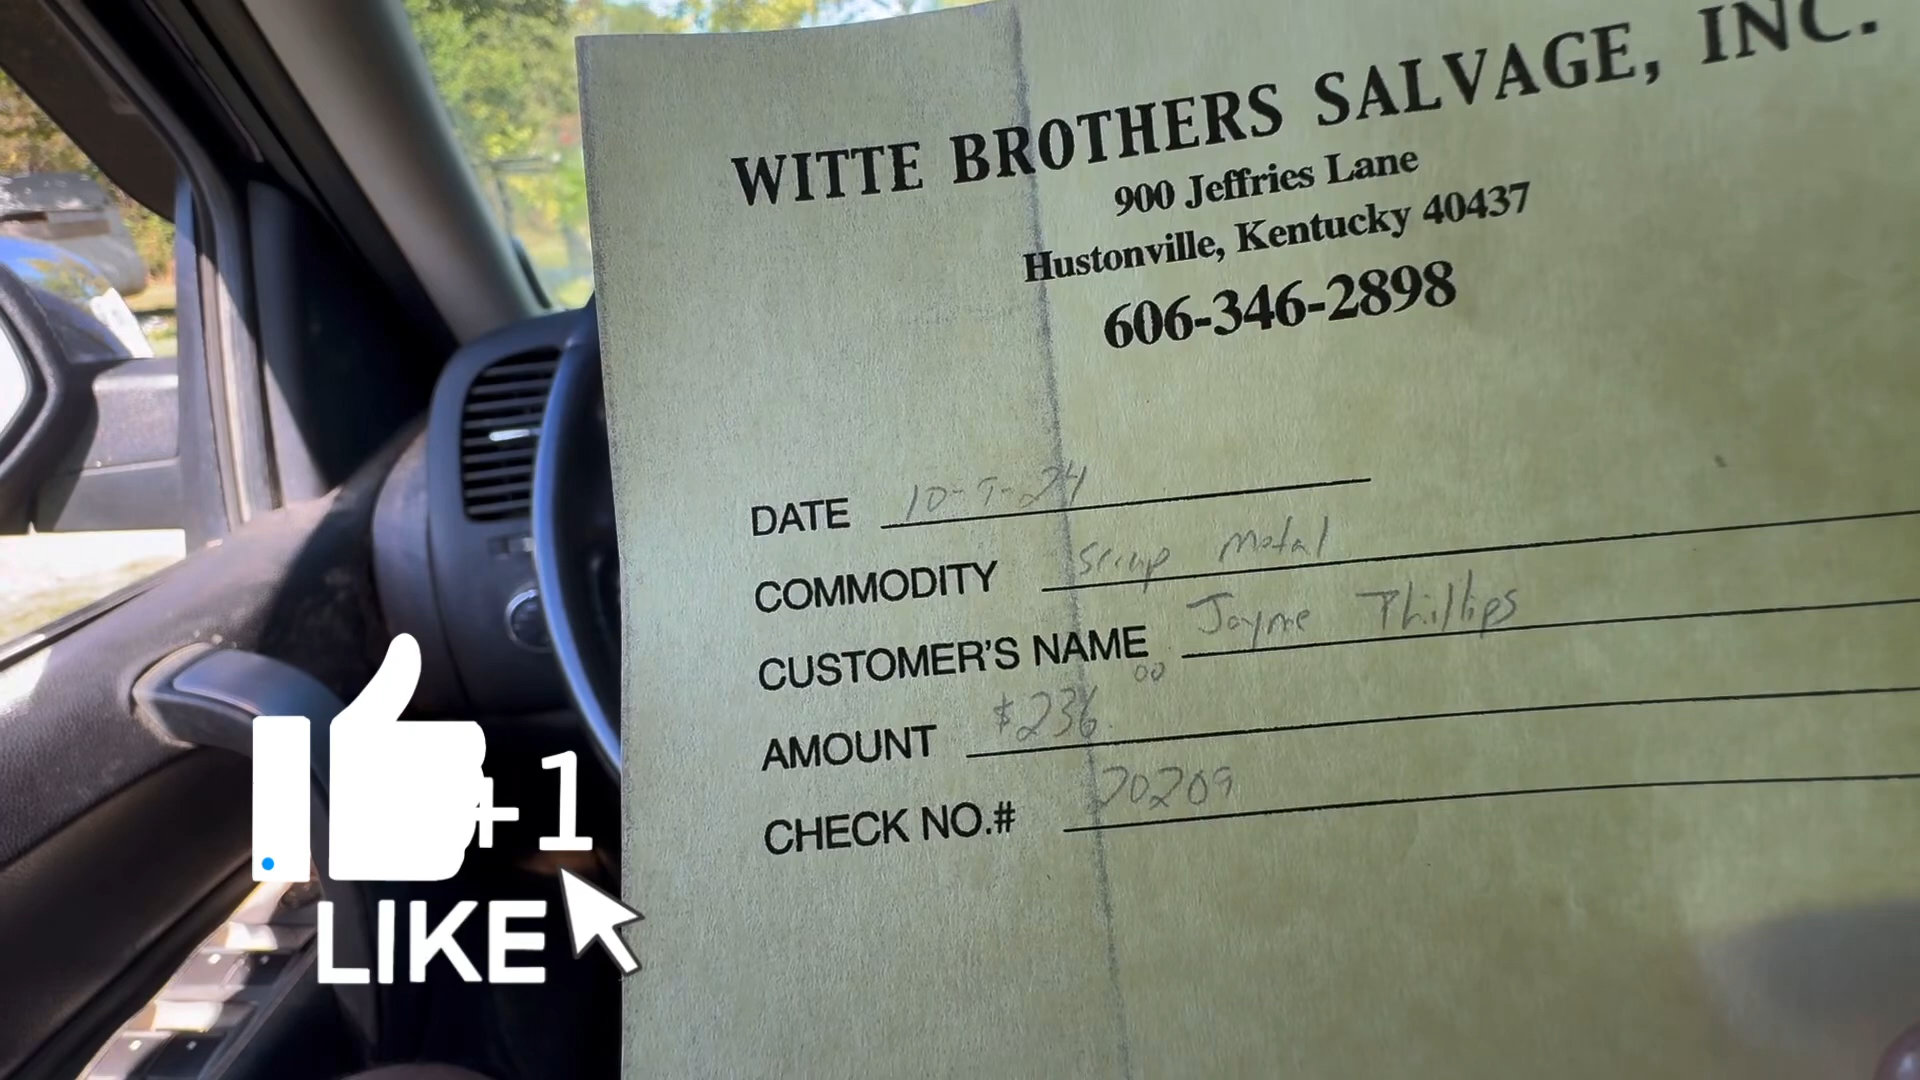 WITTE BROTHERS SALVAGE, INC.
900 Jeffries Lane
Hustonville, Kentucky 40437
606-346-2898
DATE 10-9-24
COMMODITY Scrap Metal
CUSTOMER'S NAME Jayme Phillips
AMOUNT $236.00
CHECK NO.# 20209
+1
LIKE